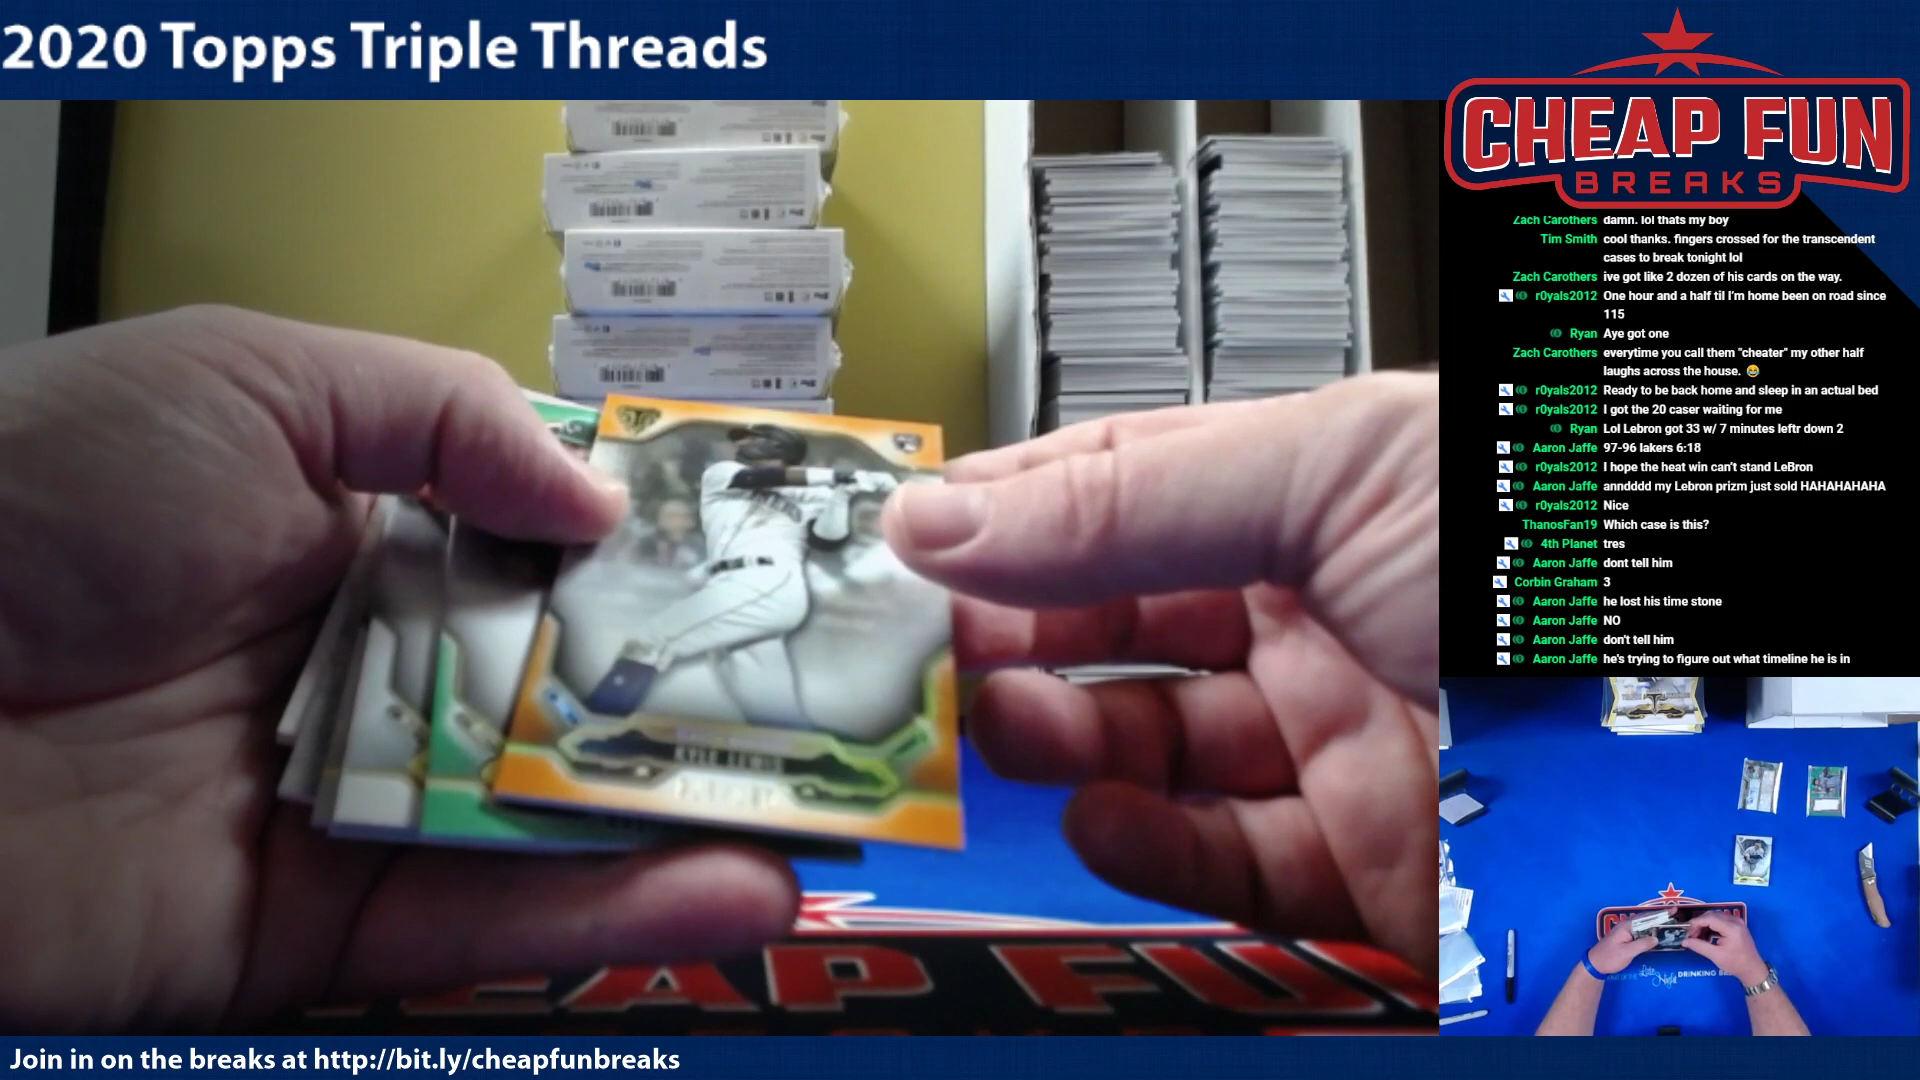 2020 Topps Triple Threads
CHEAP FUN
BREAKS
Zach Carothers damn. lol thats my boy
Tim Smith cool thanks. fingers crossed for the transcendent
cases to break tonight lol
Zach Carothers ive got like 2 dozen of his cards on the way.
r0yals2012 One hour and a half til I'm home been on road since
115
Ryan Aye got one
Zach Carothers everytime you call them "cheater" my other half
laughs across the house. 😂
r0yals2012 Ready to be back home and sleep in an actual bed
r0yals2012 I got the 20 caser waiting for me
Ryan Lol Lebron got 33 w/ 7 minutes leftr down 2
Aaron Jaffe 97-96 lakers 6:18
r0yals2012 I hope the heat win can't stand LeBron
Aaron Jaffe anndddd my Lebron prizm just sold HAHAHAHAHA
r0yals2012 Nice
ThanosFan19 Which case is this?
4th Planet tres
Aaron Jaffe dont tell him
Corbin Graham 3
Aaron Jaffe he lost his time stone
Aaron Jaffe NO
Aaron Jaffe don't tell him
Aaron Jaffe he's trying to figure out what timeline he is in
KYLE LEWIS
CHEAP FU
Late
Night DRINKING
Join in on the breaks at http://bit.ly/cheapfunbreaks